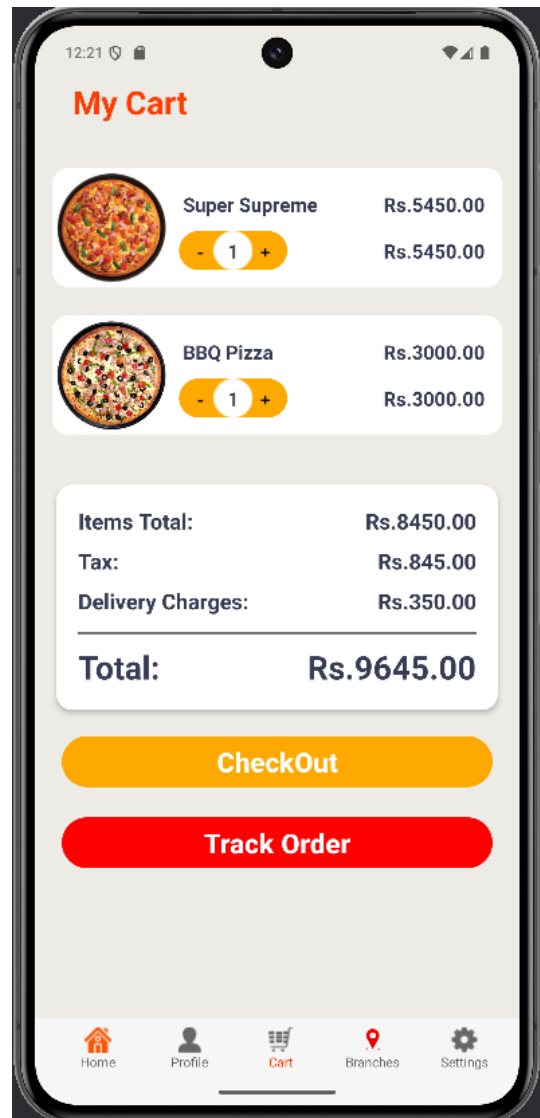 12:21
My Cart
Super Supreme Rs.5450.00
- 1 + Rs.5450.00
BBQ Pizza Rs.3000.00
- 1 + Rs.3000.00
Items Total: Rs.8450.00
Tax: Rs.845.00
Delivery Charges: Rs.350.00
Total: Rs.9645.00
CheckOut
Track Order
Home Profile Cart Branches Settings